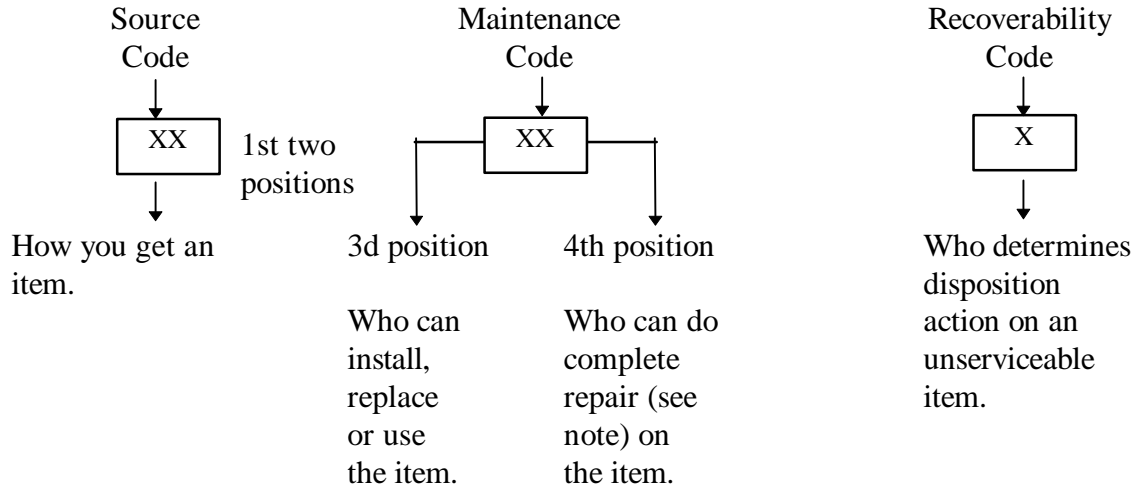 Source
Code
XX
1st two
positions
How you get an
item.
Maintenance
Code
XX
3d position
Who can
install,
replace
or use
the item.
4th position
Who can do
complete
repair (see
note) on
the item.
Recoverability
Code
X
Who determines
disposition
action on an
unserviceable
item.